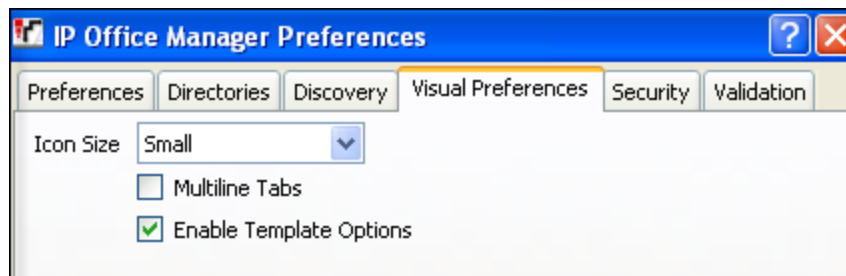 IP Office Manager Preferences
Preferences Directories Discovery Visual Preferences Security Validation
Icon Size Small
Multiline Tabs
Enable Template Options